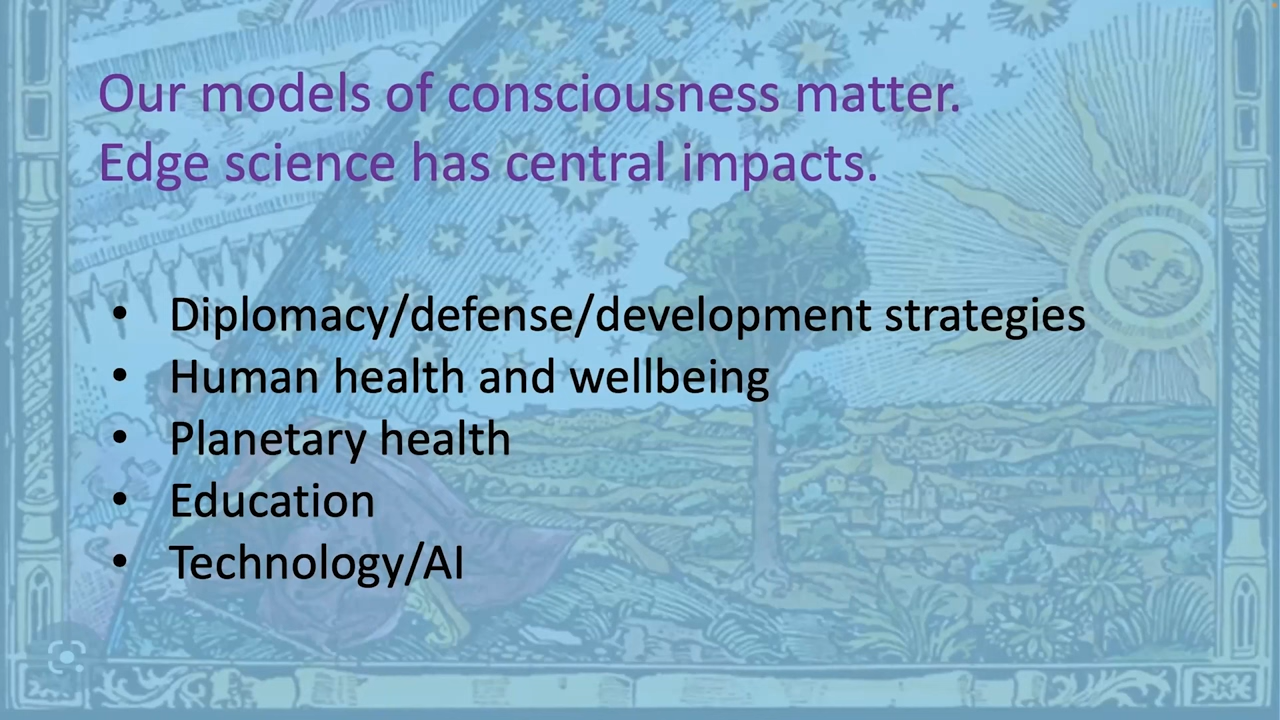 Our models of consciousness matter.
Edge science has central impacts.
• Diplomacy/defense/development strategies
• Human health and wellbeing
• Planetary health
• Education
• Technology/AI